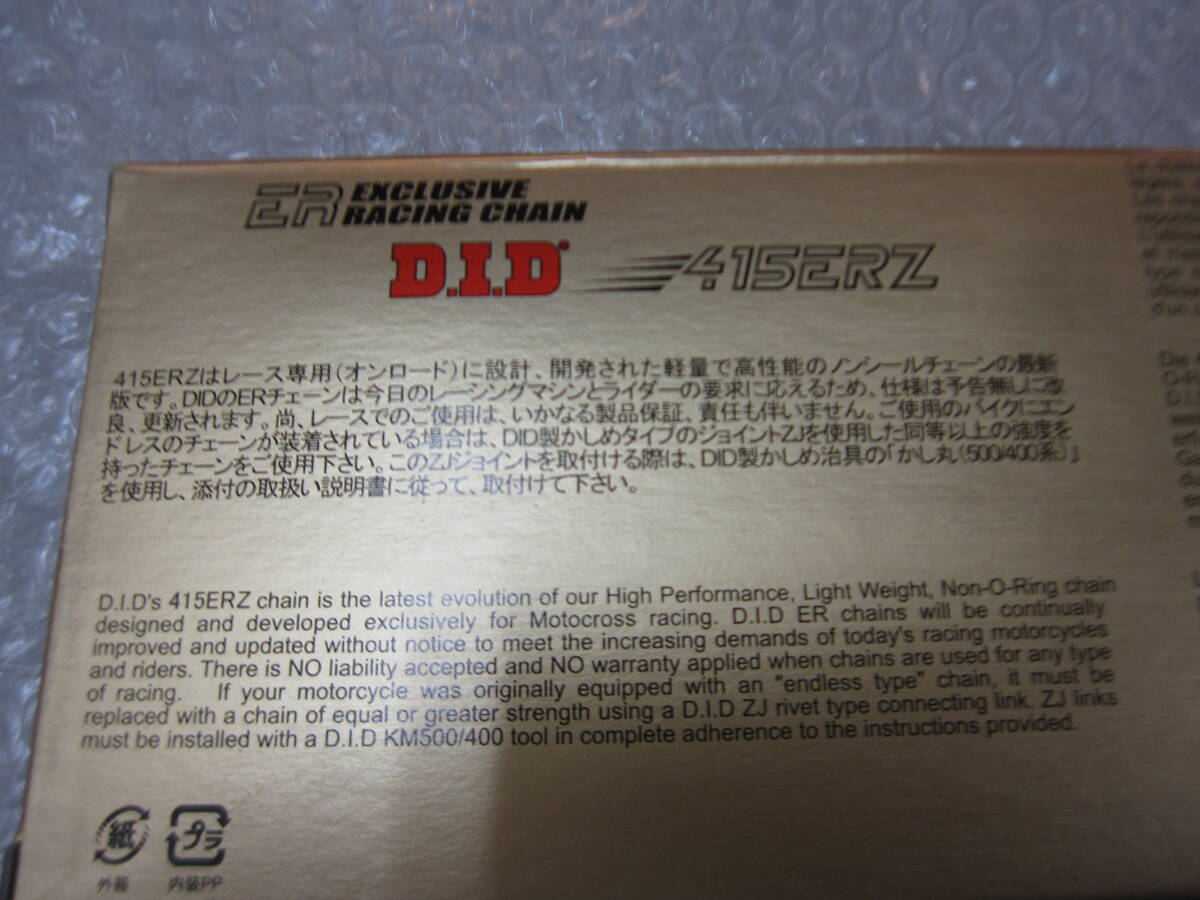 ER EXCLUSIVE
RACING CHAIN
D.I.D 415ERZ
415ERZはレース専用(オンロード)に設計、開発された軽量で高性能のノンシールチェーンの最新
版です。DIDのERチェーンは今日のレーシングマシンとライダーの要求に応えるため、仕様は予告無しに改
良、更新されます。尚、レースでのご使用は、いかなる製品保証、責任も伴いません。ご使用のバイクにエン
ドレスのチェーンが装着されている場合は、DID製かしめタイプのジョイントZJを使用した同等以上の強度を
持ったチェーンをご使用下さい。このZJジョイントを取付ける際は、DID製かしめ治具の「かし丸(500/400系)」
を使用し、添付の取扱い説明書に従って、取付けて下さい。
D.I.D's 415ERZ chain is the latest evolution of our High Performance, Light Weight, Non-O-Ring chain
designed and developed exclusively for Motocross racing. D.I.D ER chains will be continually
improved and updated without notice to meet the increasing demands of today's racing motorcycles
and riders. There is NO liability accepted and NO warranty applied when chains are used for any type
of racing. If your motorcycle was originally equipped with an "endless type" chain, it must be
replaced with a chain of equal or greater strength using a D.I.D ZJ rivet type connecting link. ZJ links
must be installed with a D.I.D KM500/400 tool in complete adherence to the instructions provided.
紙 プラ
外箱 内装PP